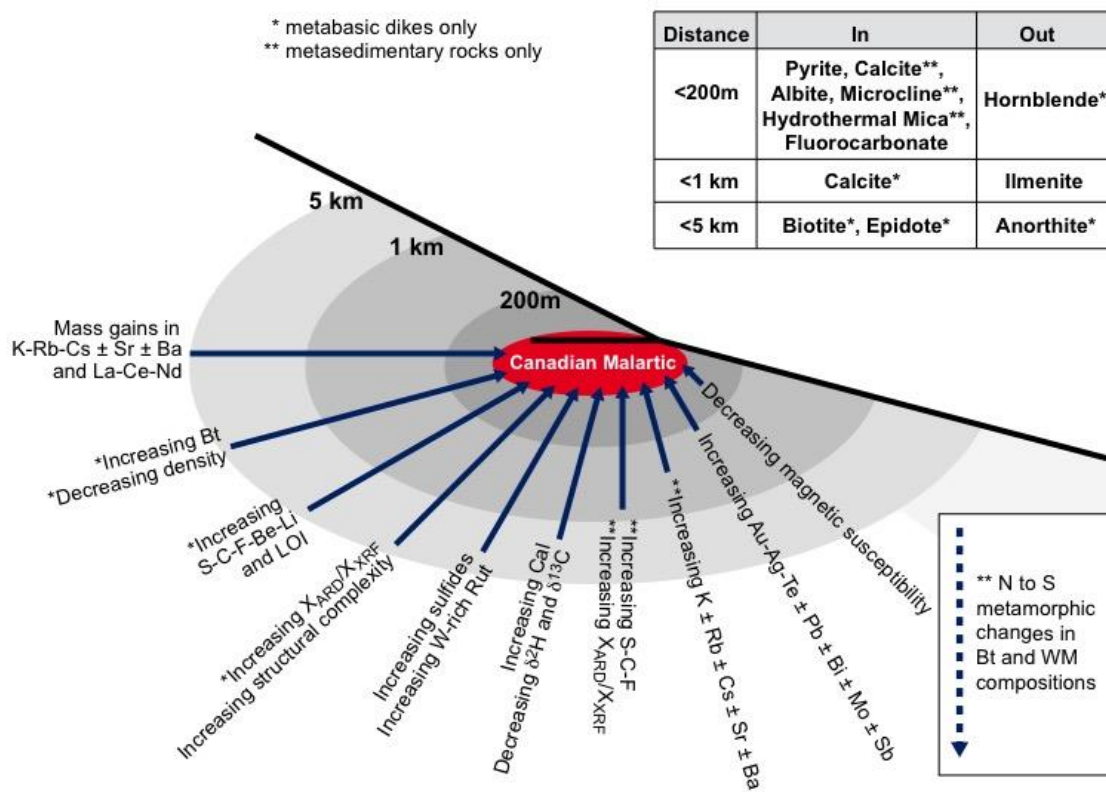 * metabasic dikes only
** metasedimentary rocks only
Distance In Out
<200m
Pyrite, Calcite**,
Albite, Microcline**,
Hydrothermal Mica**,
Fluorocarbonate
Hornblende*
<1 km Calcite* Ilmenite
<5 km Biotite*, Epidote* Anorthite*
5 km
1 km
200m
Canadian Malartic
Mass gains in
K-Rb-Cs ± Sr ± Ba
and La-Ce-Nd
*Increasing Bt
*Decreasing density
*Increasing
S-C-F-Be-Li
and LOI
*Increasing X_ARD/X_XRF
Increasing structural complexity
Increasing sulfides
Increasing W-rich Rut
Increasing Cal
Decreasing δ²H and δ¹³C
**Increasing S-C-F
**Increasing X_ARD/X_XRF
**Increasing K ± Rb ± Cs ± Sr ± Ba
Increasing Au-Ag-Te ± Pb ± Bi ± Mo ± Sb
Decreasing magnetic susceptibility
** N to S
metamorphic
changes in
Bt and WM
compositions